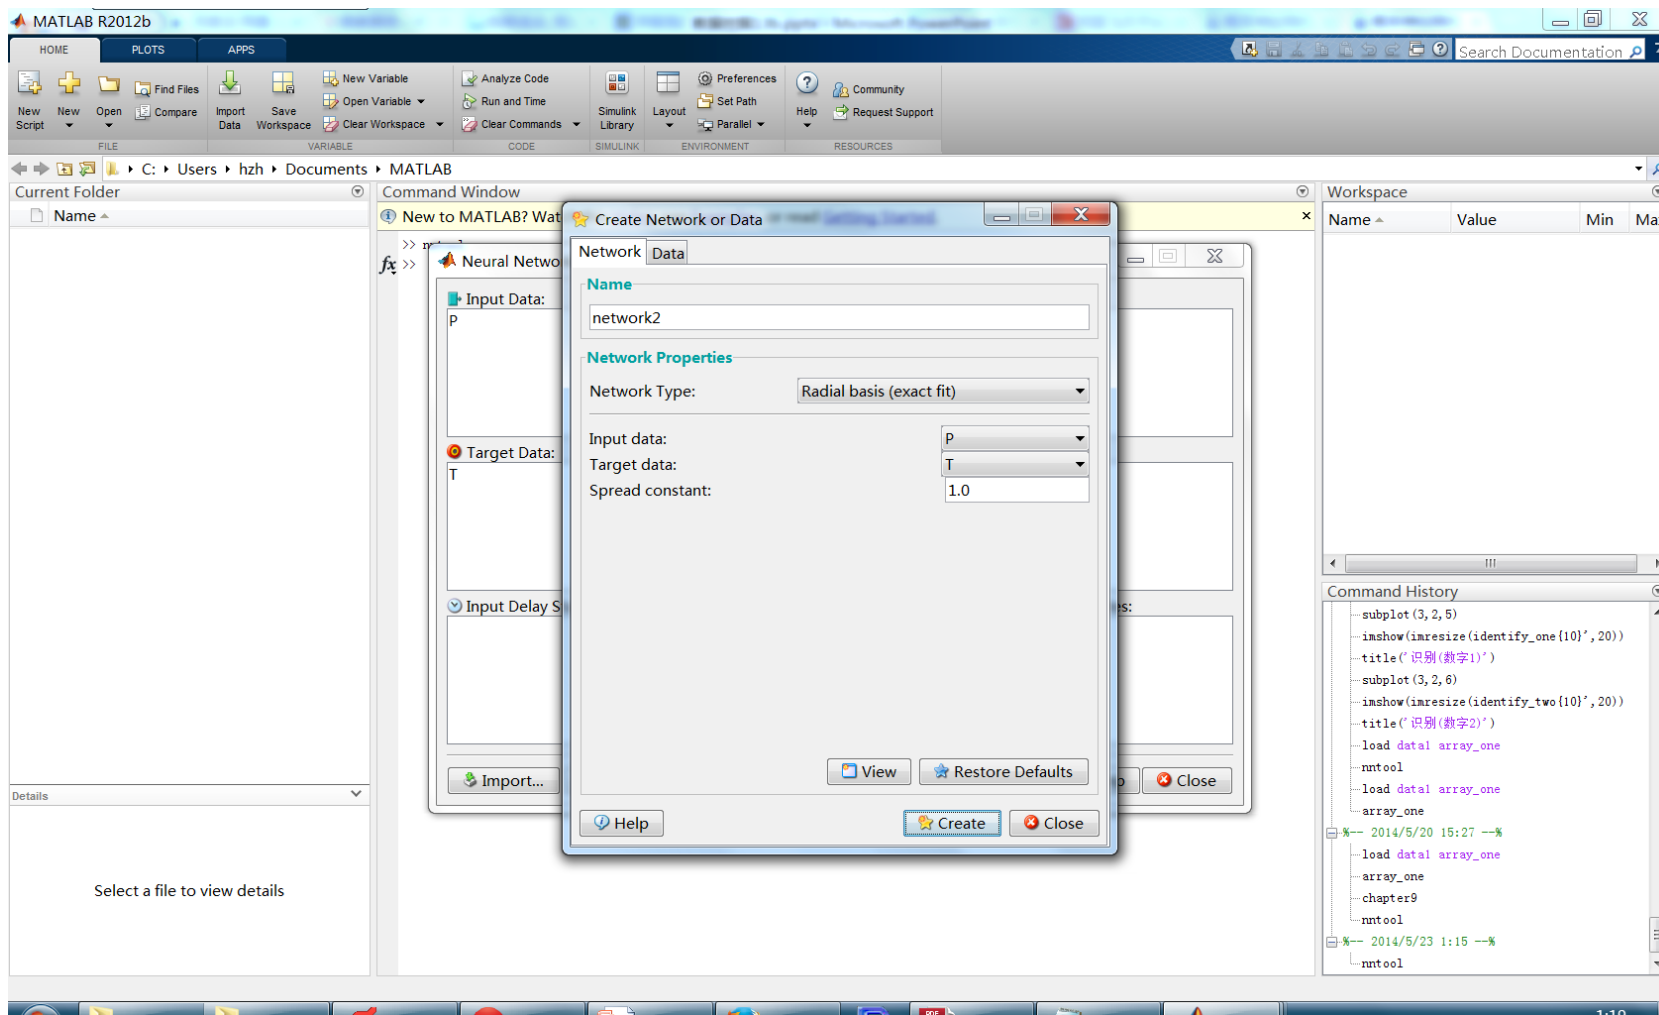 MATLAB R2012b
HOME PLOTS APPS
Search Documentation
New Script
New
Open
Find Files
Compare
Import Data
Save Workspace
New Variable
Open Variable
Clear Workspace
Analyze Code
Run and Time
Clear Commands
Simulink Library
Layout
Preferences
Set Path
Parallel
Help
Community
Request Support
FILE VARIABLE CODE SIMULINK ENVIRONMENT RESOURCES
C: Users hzh Documents MATLAB
Current Folder
Name
Details
Select a file to view details
Command Window
New to MATLAB? Wat
or read Getting Started.
>>
fx >>
Neural Netwo
Input Data:
P
Target Data:
T
Input Delay S
es:
Import...
Close
Create Network or Data
Network Data
Name
network2
Network Properties
Network Type: Radial basis (exact fit)
Input data: P
Target data: T
Spread constant: 1.0
View Restore Defaults
Help Create Close
Workspace
Name Value Min Ma
Command History
subplot(3,2,5)
imshow(imresize(identify_one{10}',20))
title('识别(数字1)')
subplot(3,2,6)
imshow(imresize(identify_two{10}',20))
title('识别(数字2)')
load data1 array_one
nntool
load data1 array_one
array_one
%-- 2014/5/20 15:27 --%
load data1 array_one
array_one
chapter9
nntool
%-- 2014/5/23 1:15 --%
nntool